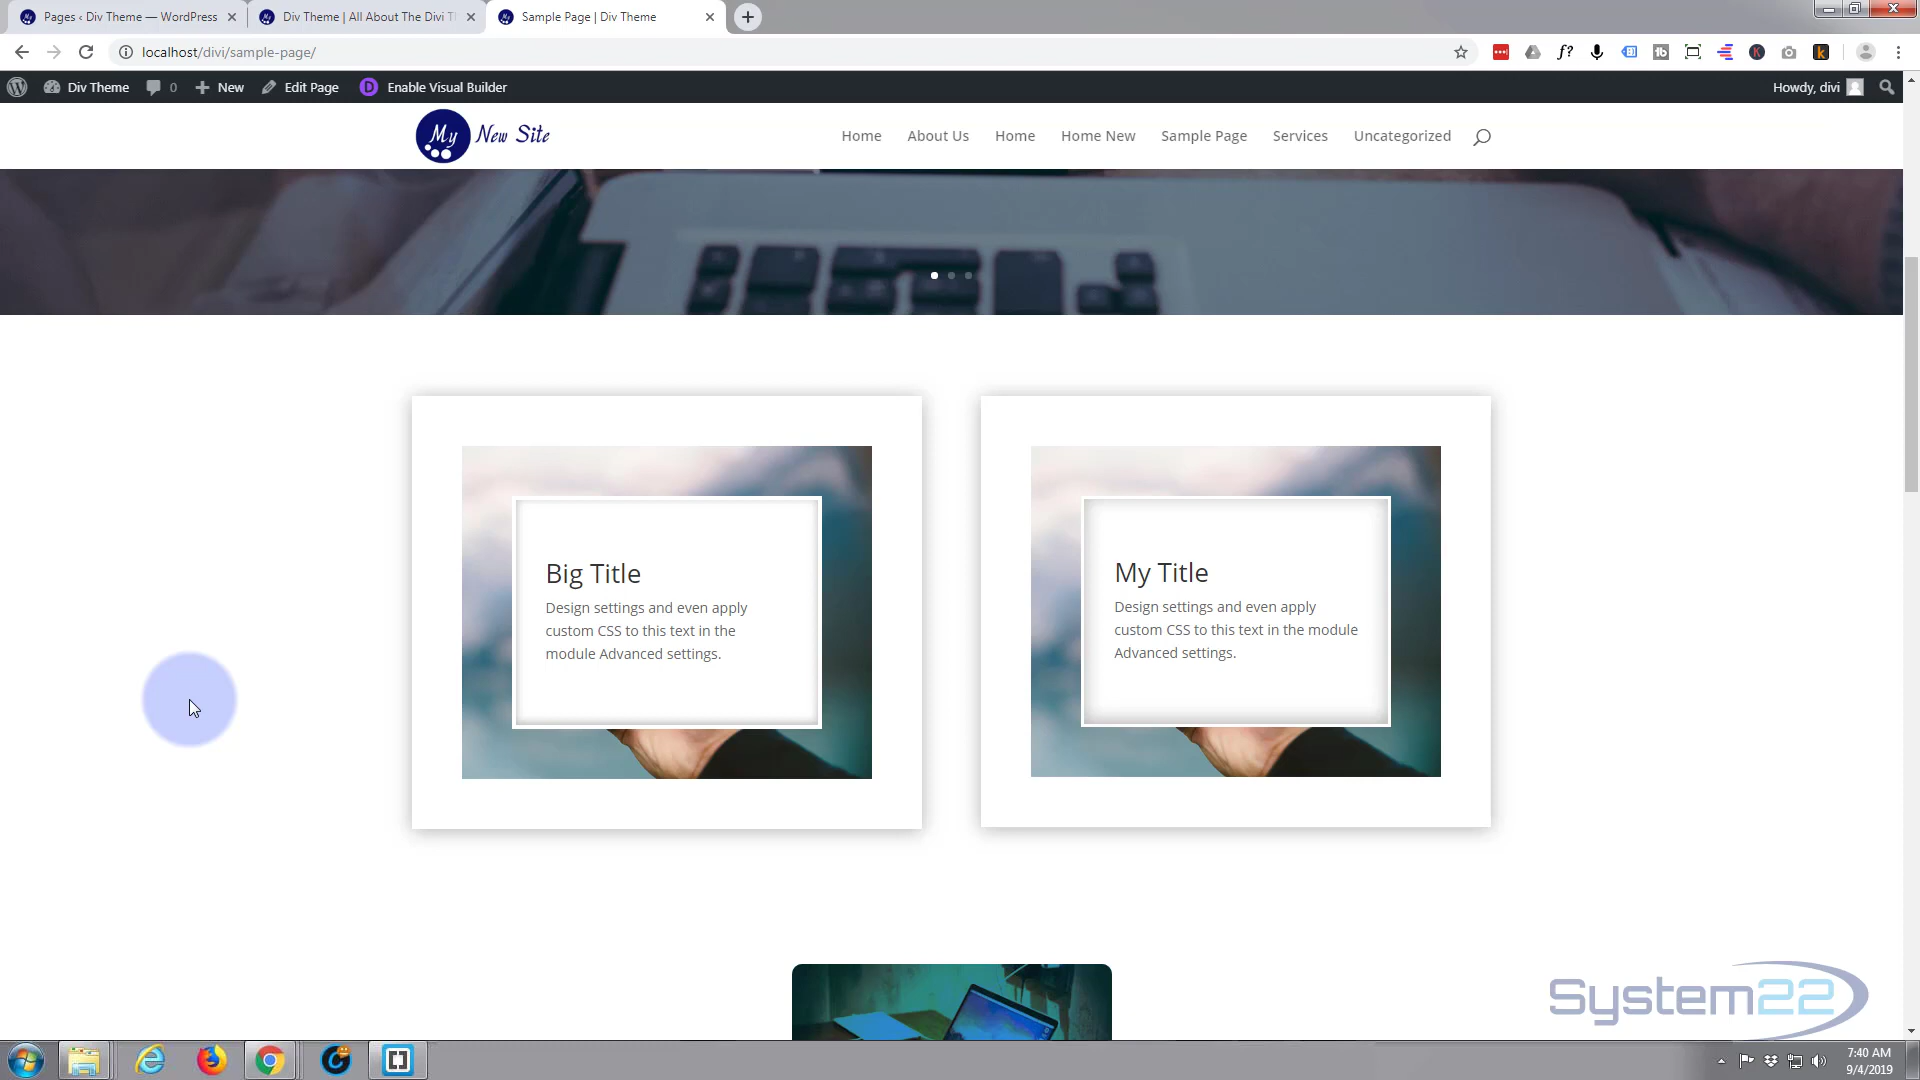 Pages ‹ Div Theme — WordPress
Div Theme | All About The Divi Th
Sample Page | Div Theme
localhost/divi/sample-page/
Div Theme
0
New
Edit Page
D
Enable Visual Builder
Howdy, divi
My New Site
Home
About Us
Home
Home New
Sample Page
Services
Uncategorized
Big Title
Design settings and even apply
custom CSS to this text in the
module Advanced settings.
My Title
Design settings and even apply
custom CSS to this text in the module
Advanced settings.
System22
7:40 AM
9/4/2019